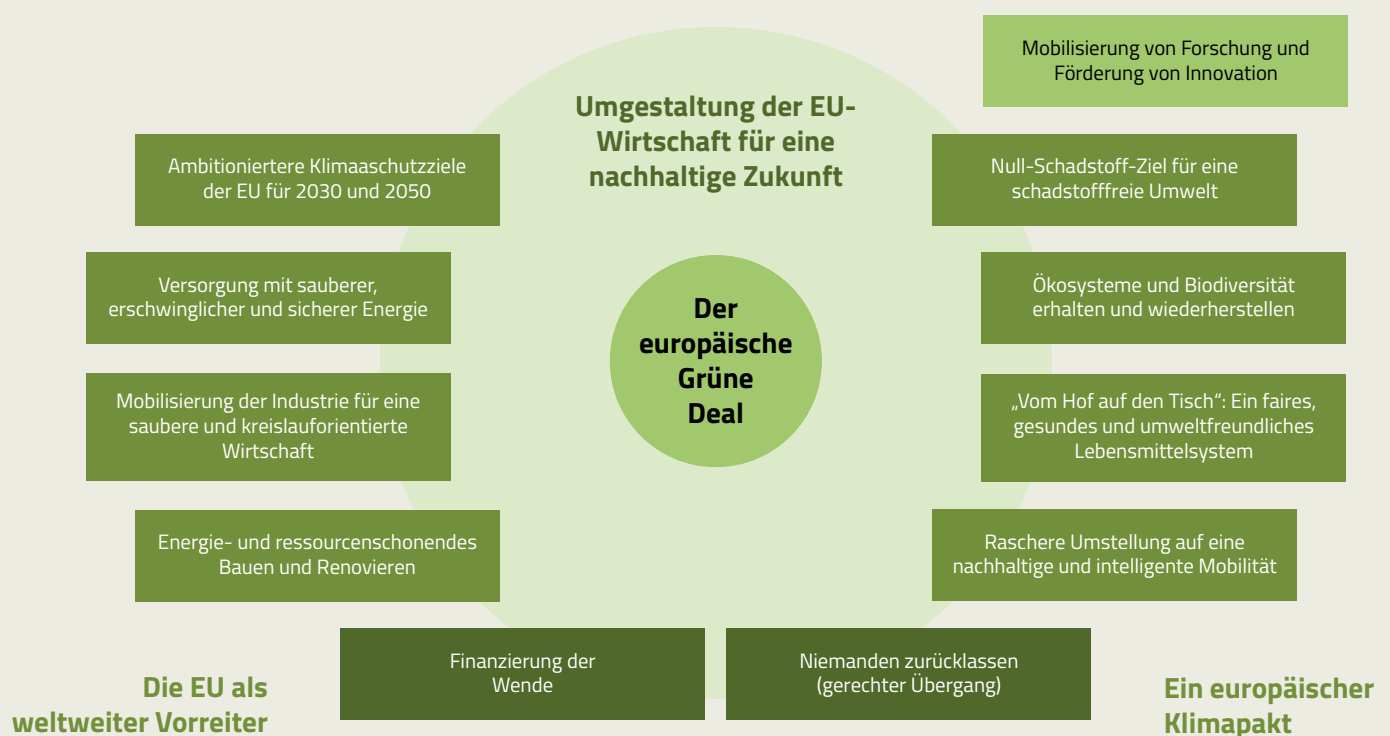 Mobilisierung von Forschung und
Förderung von Innovation
Umgestaltung der EU-
Wirtschaft für eine
nachhaltige Zukunft
Ambitioniertere Klimaaschutzziele
der EU für 2030 und 2050
Null-Schadstoff-Ziel für eine
schadstofffreie Umwelt
Versorgung mit sauberer,
erschwinglicher und sicherer Energie
Ökosysteme und Biodiversität
erhalten und wiederherstellen
Der
europäische
Grüne
Deal
Mobilisierung der Industrie für eine
saubere und kreislauforientierte
Wirtschaft
„Vom Hof auf den Tisch“: Ein faires,
gesundes und umweltfreundliches
Lebensmittelsystem
Energie- und ressourcenschonendes
Bauen und Renovieren
Raschere Umstellung auf eine
nachhaltige und intelligente Mobilität
Finanzierung der
Wende
Niemanden zurücklassen
(gerechter Übergang)
Die EU als
weltweiter Vorreiter
Ein europäischer
Klimapakt